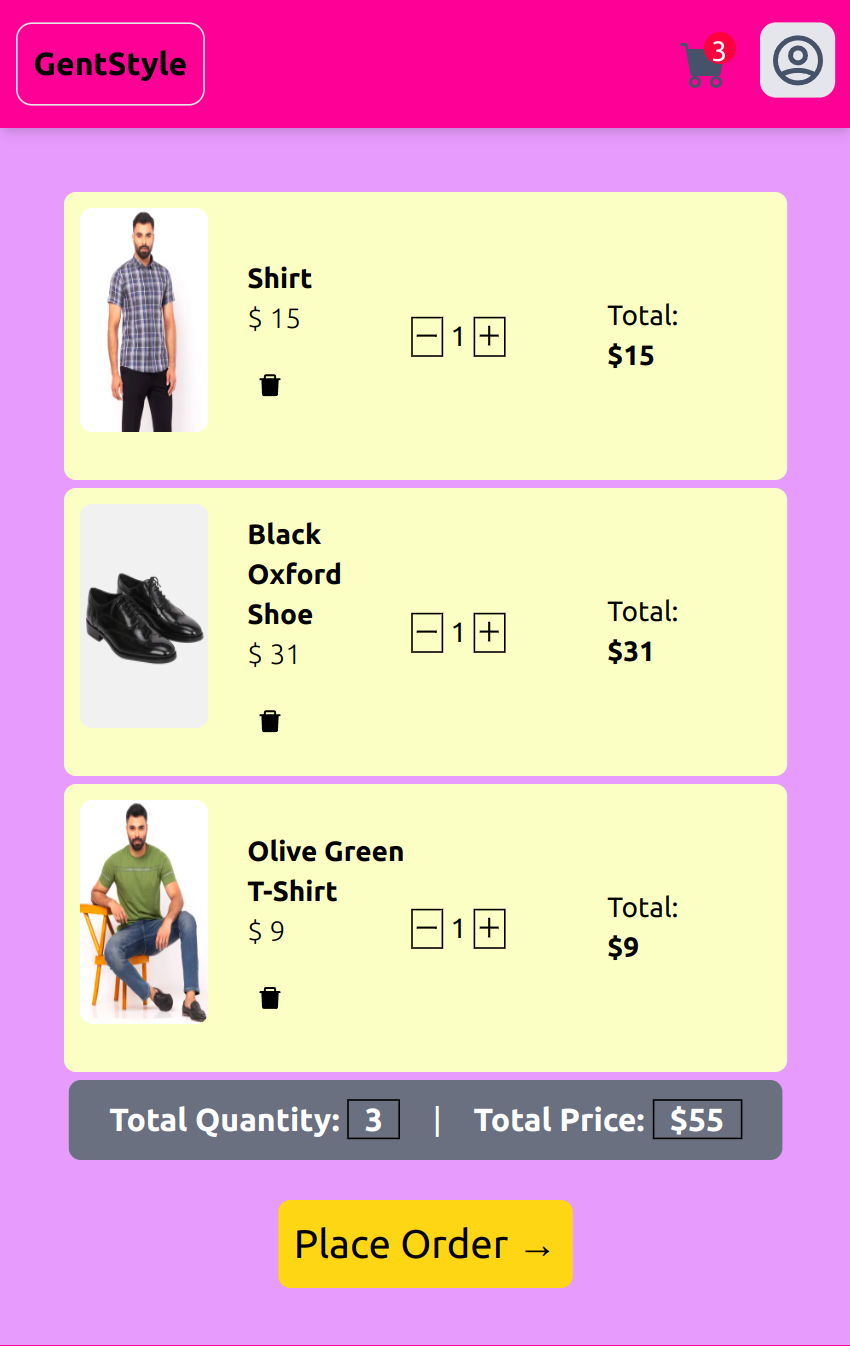 GentStyle
3
Shirt
$ 15
— 1 +
Total:
$15
Black
Oxford
Shoe
$ 31
— 1 +
Total:
$31
Olive Green
T-Shirt
$ 9
— 1 +
Total:
$9
Total Quantity: 3 | Total Price: $55
Place Order →